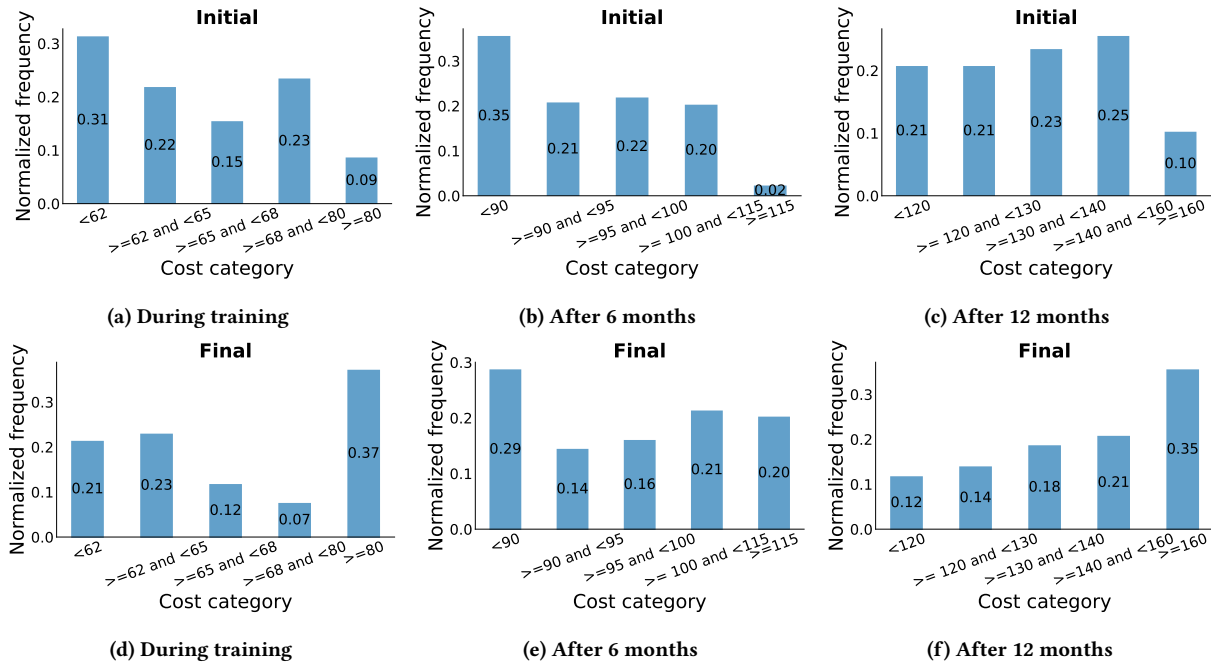 Initial
Normalized frequency
0.3
0.2
0.1
0.0
0.31
0.22
0.15
0.23
0.09
<62
>=62 and <65
>=65 and <68
>=68 and <80
>=80
Cost category
(a) During training
Initial
Normalized frequency
0.3
0.2
0.1
0.0
0.35
0.21
0.22
0.20
0.02
<90
>=90 and <95
>=95 and <100
>= 100 and <115
>=115
Cost category
(b) After 6 months
Initial
Normalized frequency
0.2
0.1
0.0
0.21
0.21
0.23
0.25
0.10
<120
>= 120 and <130
>=130 and <140
>=140 and <160
>=160
Cost category
(c) After 12 months
Final
Normalized frequency
0.3
0.2
0.1
0.0
0.21
0.23
0.12
0.07
0.37
<62
>=62 and <65
>=65 and <68
>=68 and <80
>=80
Cost category
(d) During training
Final
Normalized frequency
0.3
0.2
0.1
0.0
0.29
0.14
0.16
0.21
0.20
<90
>=90 and <95
>=95 and <100
>= 100 and <115
>=115
Cost category
(e) After 6 months
Final
Normalized frequency
0.3
0.2
0.1
0.0
0.12
0.14
0.18
0.21
0.35
<120
>= 120 and <130
>=130 and <140
>=140 and <160
>=160
Cost category
(f) After 12 months